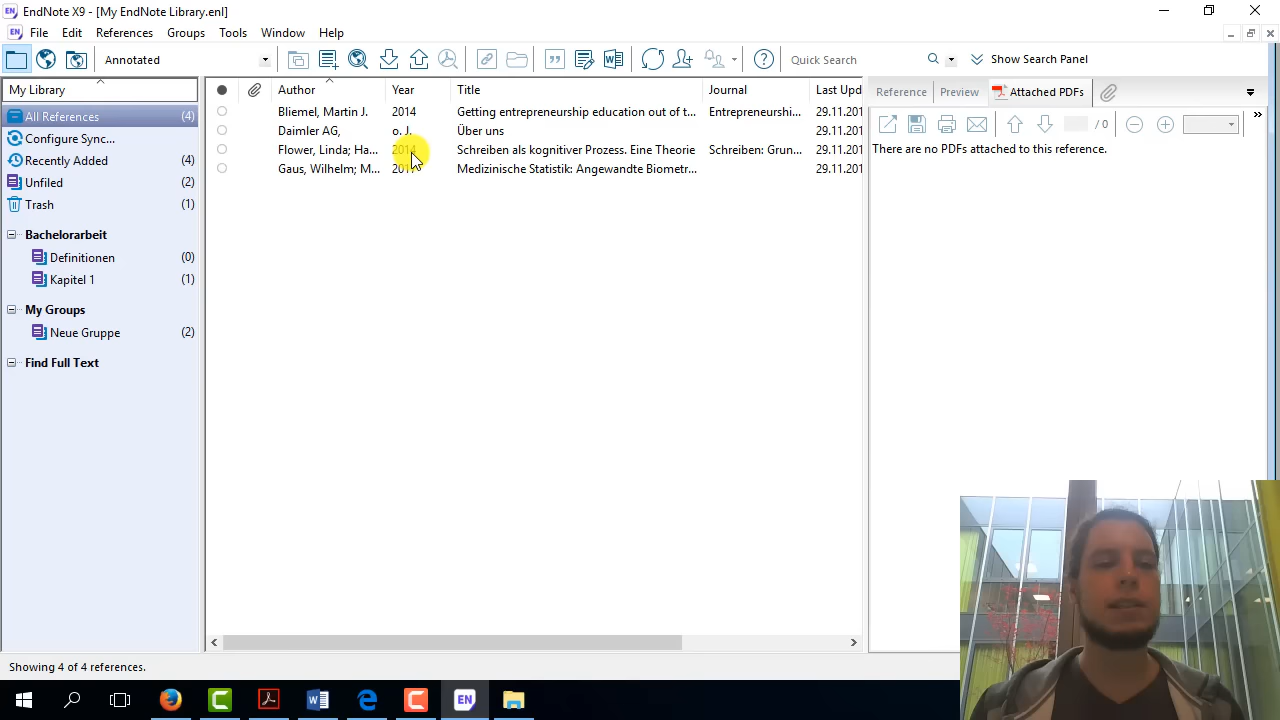 EndNote X9 - [My EndNote Library.enl]
File Edit References Groups Tools Window Help
Annotated Quick Search Show Search Panel
My Library
All References (4)
Configure Sync...
Recently Added (4)
Unfiled (2)
Trash (1)
Bachelorarbeit
Definitionen (0)
Kapitel 1 (1)
My Groups
Neue Gruppe (2)
Find Full Text
Author Year Title Journal Last Upd
Bliemel, Martin J. 2014 Getting entrepreneurship education out of t... Entrepreneurshi... 29.11.201
Daimler AG, o. J. Über uns 29.11.201
Flower, Linda; Ha... 2014 Schreiben als kognitiver Prozess. Eine Theorie Schreiben: Grun... 29.11.201
Gaus, Wilhelm; M... Medizinische Statistik: Angewandte Biometr... 29.11.201
Reference Preview Attached PDFs
/ 0
There are no PDFs attached to this reference.
Showing 4 of 4 references.